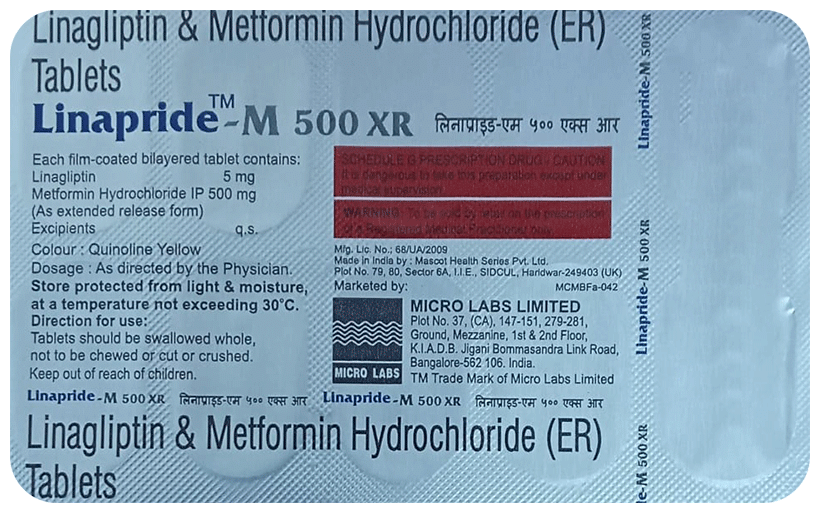 Linagliptin & Metformin Hydrochloride (ER)
Tablets
Linapride™-M 500 XR लिनाप्राइड-एम ५०० एक्स आर
Each film-coated bilayered tablet contains:
Linagliptin 5 mg
Metformin Hydrochloride IP 500 mg
(As extended release form)
Excipients q.s.
Colour : Quinoline Yellow
Dosage : As directed by the Physician.
Store protected from light & moisture,
at a temperature not exceeding 30°C.
Direction for use:
Tablets should be swallowed whole,
not to be chewed or cut or crushed.
Keep out of reach of children.
SCHEDULE G PRESCRIPTION DRUG - CAUTION
It is dangerous to take this preparation except under
medical supervision
WARNING: To be sold by retail on the prescription
of a Registered Medical Practitioner only.
Mfg. Lic. No.; 68/UA/2009
Made in India by : Mascot Health Series Pvt. Ltd.
Plot No. 79, 80, Sector 6A, I.I.E., SIDCUL, Haridwar-249403 (UK)
Marketed by: MCMBFa-042
MICRO LABS LIMITED
Plot No. 37, (CA), 147-151, 279-281,
Ground, Mezzanine, 1st & 2nd Floor,
K.I.A.D.B. Jigani Bommasandra Link Road,
Bangalore-562 106. India.
TM Trade Mark of Micro Labs Limited
MICRO LABS
Linapride-M 500 XR लिनाप्राइड-एम ५०० एक्स आर Linapride-M 500 XR लिनाप्राइड-एम ५०० एक्स आर
Linagliptin & Metformin Hydrochloride (ER)
Tablets
Linapride-M 500 XR
Linapride-M 500 XR
e-M 500 XR